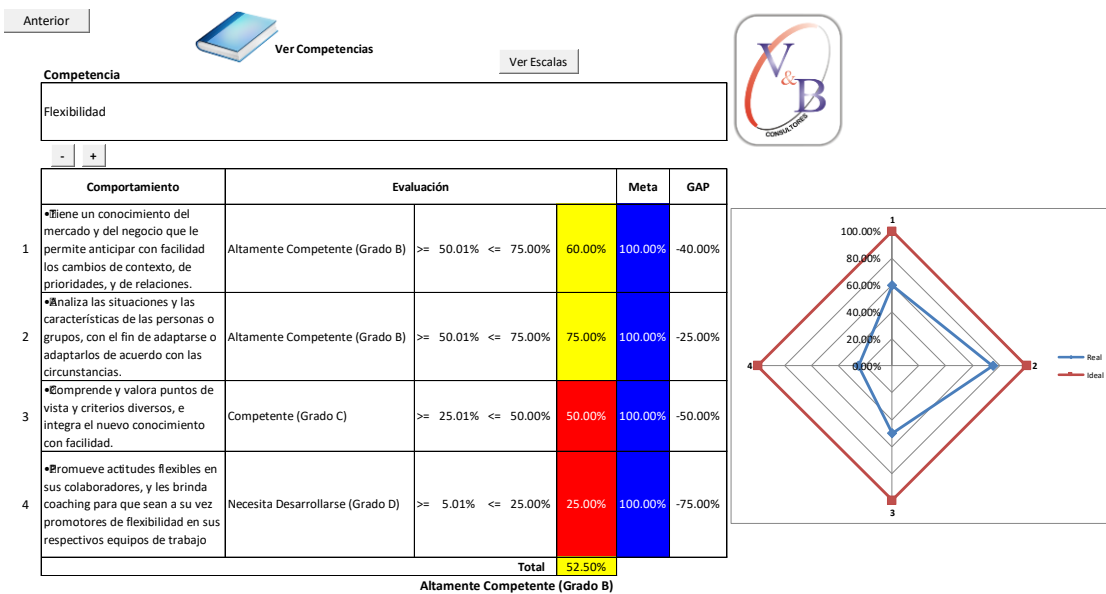 Anterior
Ver Competencias
Ver Escalas
V&B
CONSULTORES
Competencia
Flexibilidad
- +
Comportamiento Evaluación Meta GAP
1
•Tiene un conocimiento del
mercado y del negocio que le
permite anticipar con facilidad
los cambios de contexto, de
prioridades, y de relaciones.
Altamente Competente (Grado B) >= 50.01% <= 75.00% 60.00% 100.00% -40.00%
2
•Analiza las situaciones y las
características de las personas o
grupos, con el fin de adaptarse o
adaptarlos de acuerdo con las
circunstancias.
Altamente Competente (Grado B) >= 50.01% <= 75.00% 75.00% 100.00% -25.00%
3
•Comprende y valora puntos de
vista y criterios diversos, e
integra el nuevo conocimiento
con facilidad.
Competente (Grado C) >= 25.01% <= 50.00% 50.00% 100.00% -50.00%
4
•Promueve actitudes flexibles en
sus colaboradores, y les brinda
coaching para que sean a su vez
promotores de flexibilidad en sus
respectivos equipos de trabajo
Necesita Desarrollarse (Grado D) >= 5.01% <= 25.00% 25.00% 100.00% -75.00%
Total 52.50%
Altamente Competente (Grado B)
1
100.00%
80.00%
60.00%
40.00%
20.00%
4 0.00% 2
3
Real
Ideal